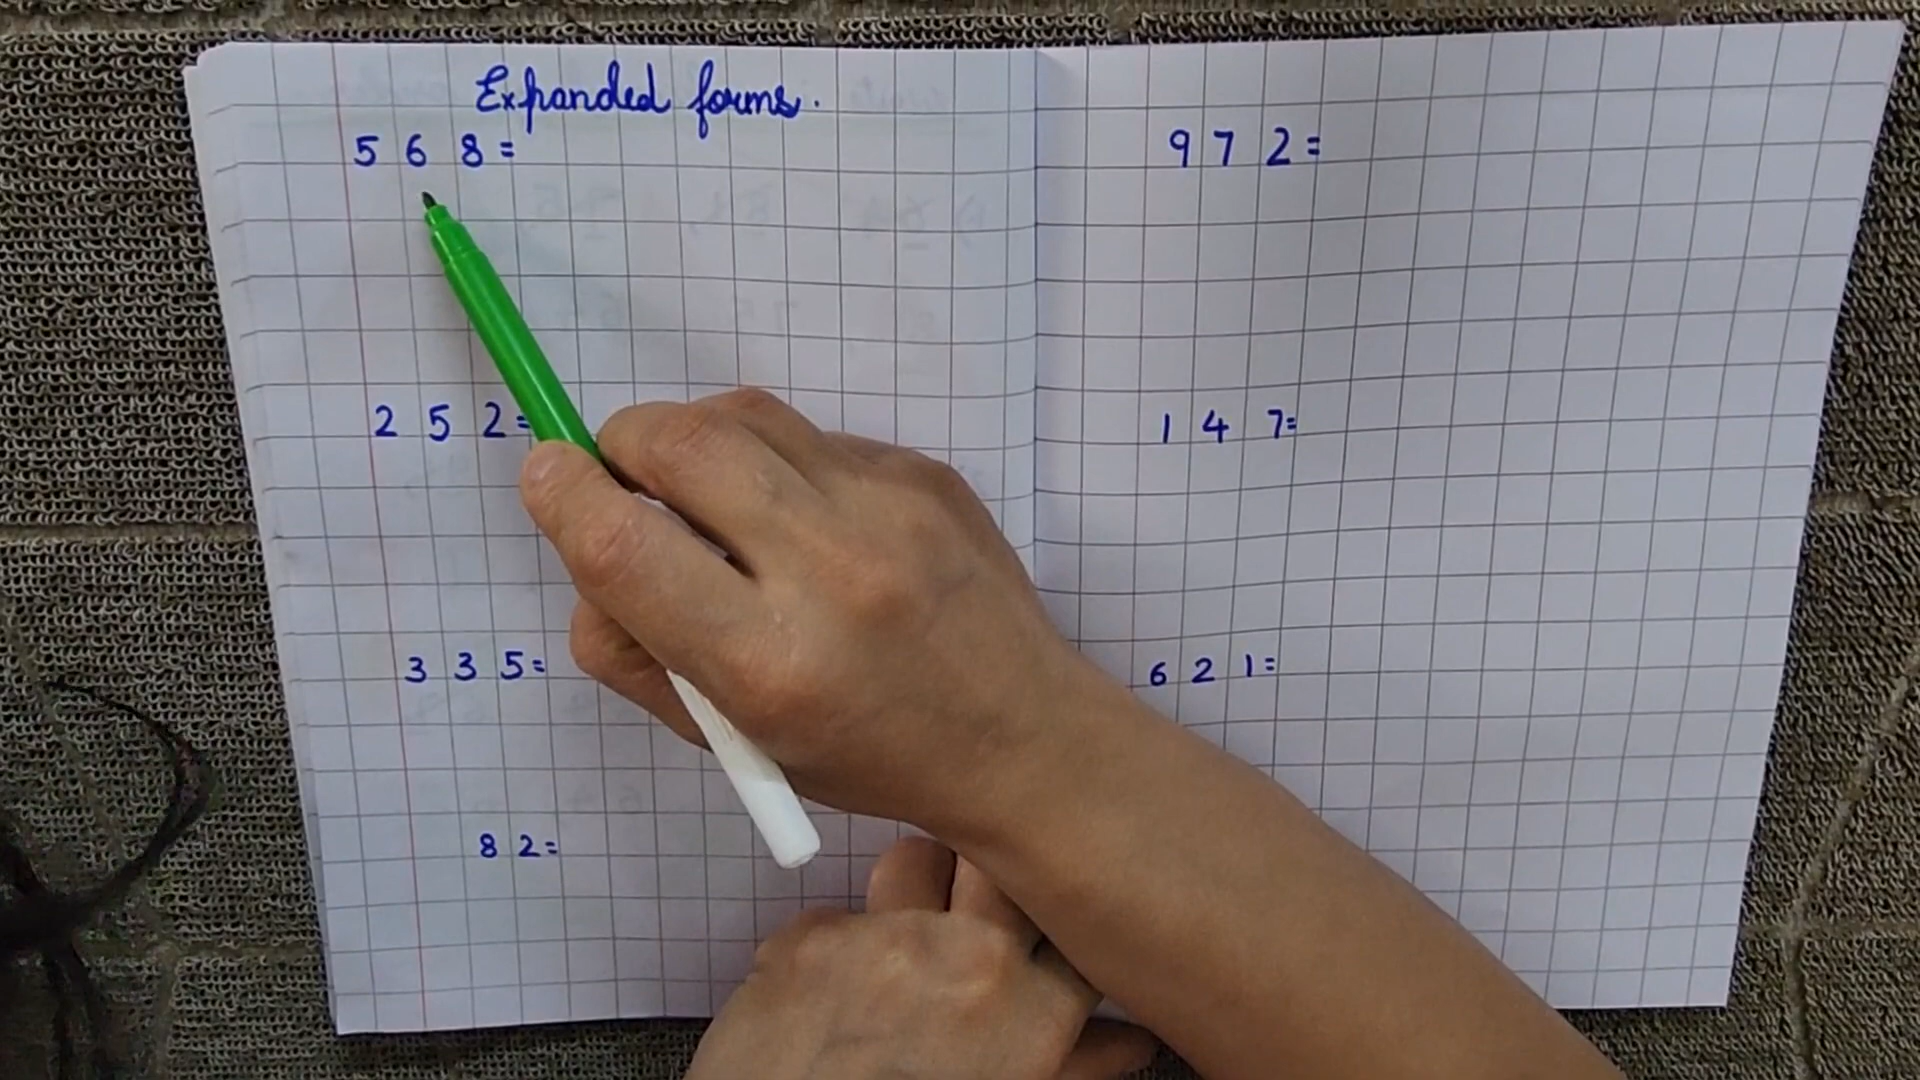 Expanded forms.
5 6 8 =
2 5 2 =
3 3 5 =
8 2 =
9 7 2 =
1 4 7 =
6 2 1 =